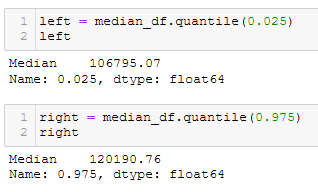 1 left = median_df.quantile(0.025)
2 left
Median    106795.07
Name: 0.025, dtype: float64
1 right = median_df.quantile(0.975)
2 right
Median    120190.76
Name: 0.975, dtype: float64